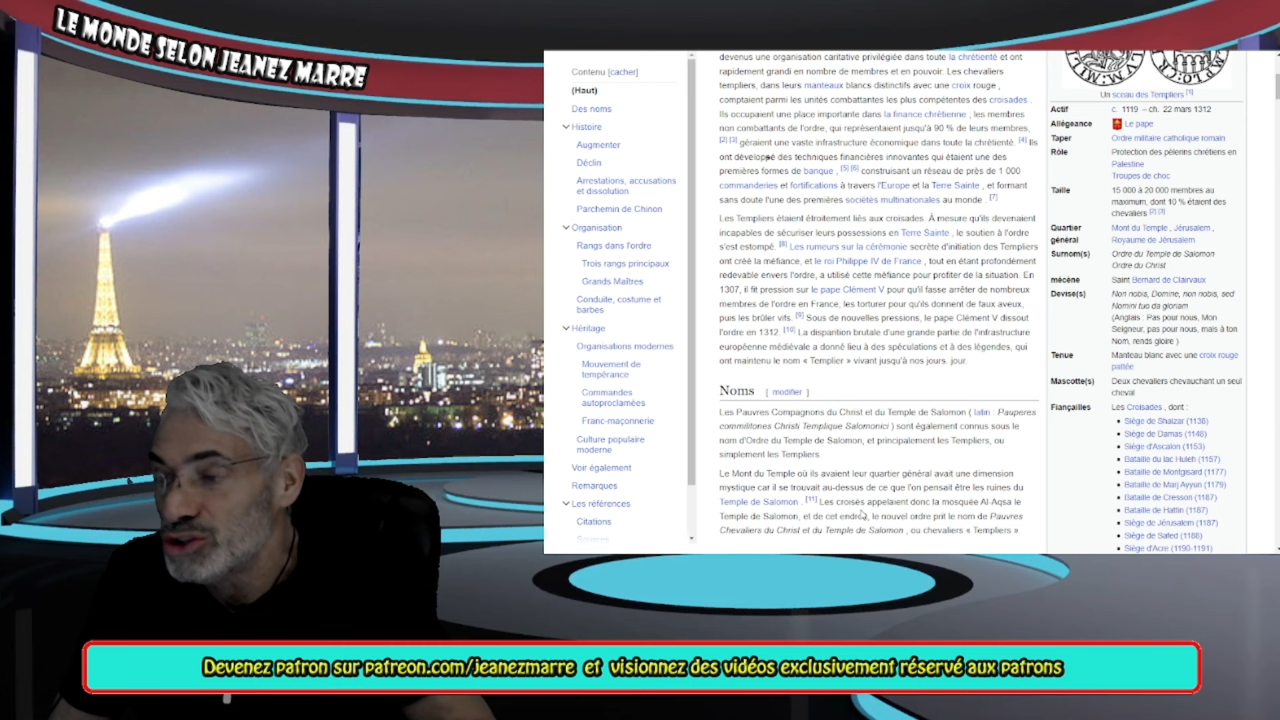 LE MONDE SELON JEANEZ MARRE
Contenu [cacher]
(Haut)
Des noms
Histoire
Augmenter
Déclin
Arrestations, accusations
et dissolution
Parchemin de Chinon
Organisation
Rangs dans l'ordre
Trois rangs principaux
Grands Maîtres
Conduite, costume et
barbes
Héritage
Organisations modernes
Mouvement de
tempérance
Commandes
autoproclamées
Franc-maçonnerie
Culture populaire
moderne
Voir également
Remarques
Les références
Citations
devenus une organisation caritative privilégiée dans toute la chrétienté et ont
rapidement grandi en nombre de membres et en pouvoir. Les chevaliers
templiers, dans leurs manteaux blancs distinctifs avec une croix rouge ,
comptaient parmi les unités combattantes les plus compétentes des croisades .
Ils occupaient une place importante dans la finance chrétienne ; les membres
non combattants de l'ordre, qui représentaient jusqu'à 90 % de leurs membres,
[2] [3] géraient une vaste infrastructure économique dans toute la chrétienté. [4] Ils
ont développé des techniques financières innovantes qui étaient une des
premières formes de banque , [5] [6] construisant un réseau de près de 1 000
commanderies et fortifications à travers l'Europe et la Terre Sainte , et formant
sans doute l'une des premières sociétés multinationales au monde . [7]
Les Templiers étaient étroitement liés aux croisades. À mesure qu'ils devenaient
incapables de sécuriser leurs possessions en Terre Sainte , le soutien à l'ordre
s'est estompé. [8] Les rumeurs sur la cérémonie secrète d'initiation des Templiers
ont créé la méfiance, et le roi Philippe IV de France , tout en étant profondément
redevable envers l'ordre, a utilisé cette méfiance pour profiter de la situation. En
1307, il fit pression sur le pape Clément V pour qu'il fasse arrêter de nombreux
membres de l'ordre en France, les torturer pour qu'ils donnent de faux aveux,
puis les brûler vifs. [9] Sous de nouvelles pressions, le pape Clément V dissout
l'ordre en 1312. [10] La disparition brutale d'une grande partie de l'infrastructure
européenne médiévale a donné lieu à des spéculations et à des légendes, qui
ont maintenu le nom « Templier » vivant jusqu'à nos jours. jour.
Noms [ modifier ]
Les Pauvres Compagnons du Christ et du Temple de Salomon ( latin : Pauperes
commilitones Christi Templique Salomonici ) sont également connus sous le
nom d'Ordre du Temple de Salomon, et principalement les Templiers, ou
simplement les Templiers.
Le Mont du Temple où ils avaient leur quartier général avait une dimension
mystique car il se trouvait au-dessus de ce que l'on pensait être les ruines du
Temple de Salomon . [11] Les croisés appelaient donc la mosquée Al-Aqsa le
Temple de Salomon, et de cet endroit, le nouvel ordre prit le nom de Pauvres
Chevaliers du Christ et du Temple de Salomon , ou chevaliers « Templiers ».
Un sceau des Templiers [1]
Actif c. 1119 – ch. 22 mars 1312
Allégeance Le pape
Taper Ordre militaire catholique romain
Rôle Protection des pèlerins chrétiens en
Palestine
Troupes de choc
Taille 15 000 à 20 000 membres au
maximum, dont 10 % étaient des
chevaliers [2] [3]
Quartier général Mont du Temple , Jérusalem ,
Royaume de Jérusalem
Surnom(s) Ordre du Temple de Salomon
Ordre du Christ
mécène Saint Bernard de Clairvaux
Devise(s) Non nobis, Domine, non nobis, sed
Nomini tuo da gloriam
(Anglais : Pas pour nous, Mon
Seigneur, pas pour nous, mais à ton
Nom, rends gloire )
Tenue Manteau blanc avec une croix rouge
pattée
Mascotte(s) Deux chevaliers chevauchant un seul
cheval
Fiançailles Les Croisades , dont :
Siège de Shaizar (1138)
Siège de Damas (1148)
Siège d'Ascalon (1153)
Bataille du lac Huleh (1157)
Bataille de Montgisard (1177)
Bataille de Marj Ayyun (1179)
Bataille de Cresson (1187)
Bataille de Hattin (1187)
Siège de Jérusalem (1187)
Siège de Safed (1188)
Siège d'Acre (1190-1191)
Devenez patron sur patreon.com/jeanezmarre et visionnez des vidéos exclusivement réservé aux patrons